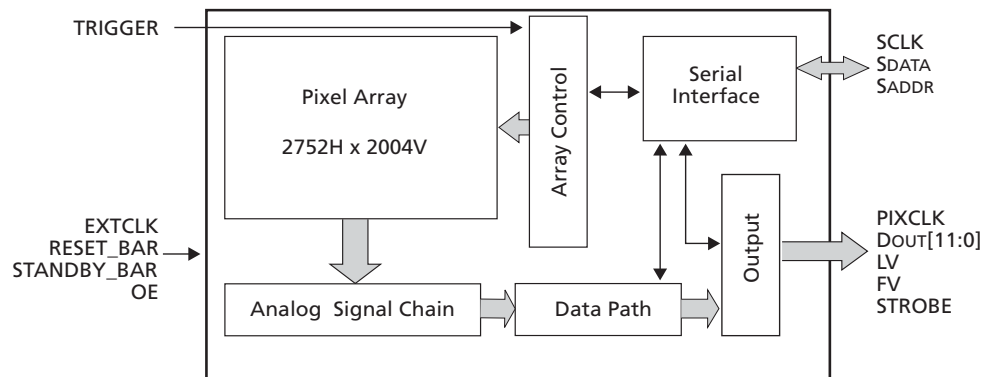 TRIGGER
Pixel Array
2752H x 2004V
Array Control
Serial
Interface
SCLK
SDATA
SADDR
EXTCLK
RESET_BAR
STANDBY_BAR
OE
Analog Signal Chain
Data Path
Output
PIXCLK
DOUT[11:0]
LV
FV
STROBE